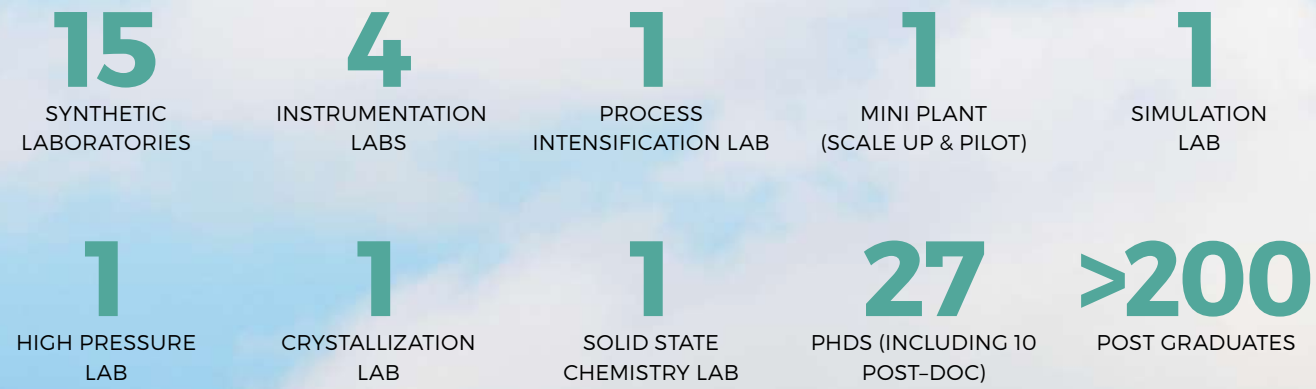 15
SYNTHETIC
LABORATORIES
4
INSTRUMENTATION
LABS
1
PROCESS
INTENSIFICATION LAB
1
MINI PLANT
(SCALE UP & PILOT)
1
SIMULATION
LAB
1
HIGH PRESSURE
LAB
1
CRYSTALLIZATION
LAB
1
SOLID STATE
CHEMISTRY LAB
27
PHDS (INCLUDING 10
POST–DOC)
>200
POST GRADUATES